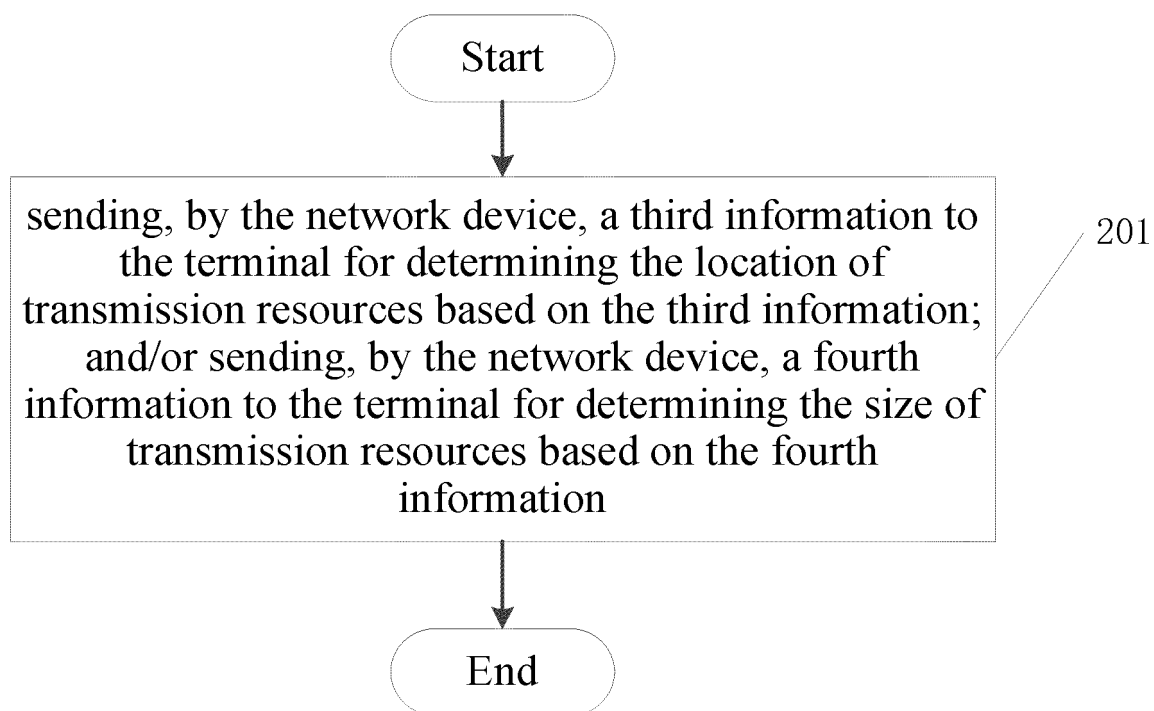 Start
sending, by the network device, a third information to
the terminal for determining the location of
transmission resources based on the third information;
and/or sending, by the network device, a fourth
information to the terminal for determining the size of
transmission resources based on the fourth
information
201
End